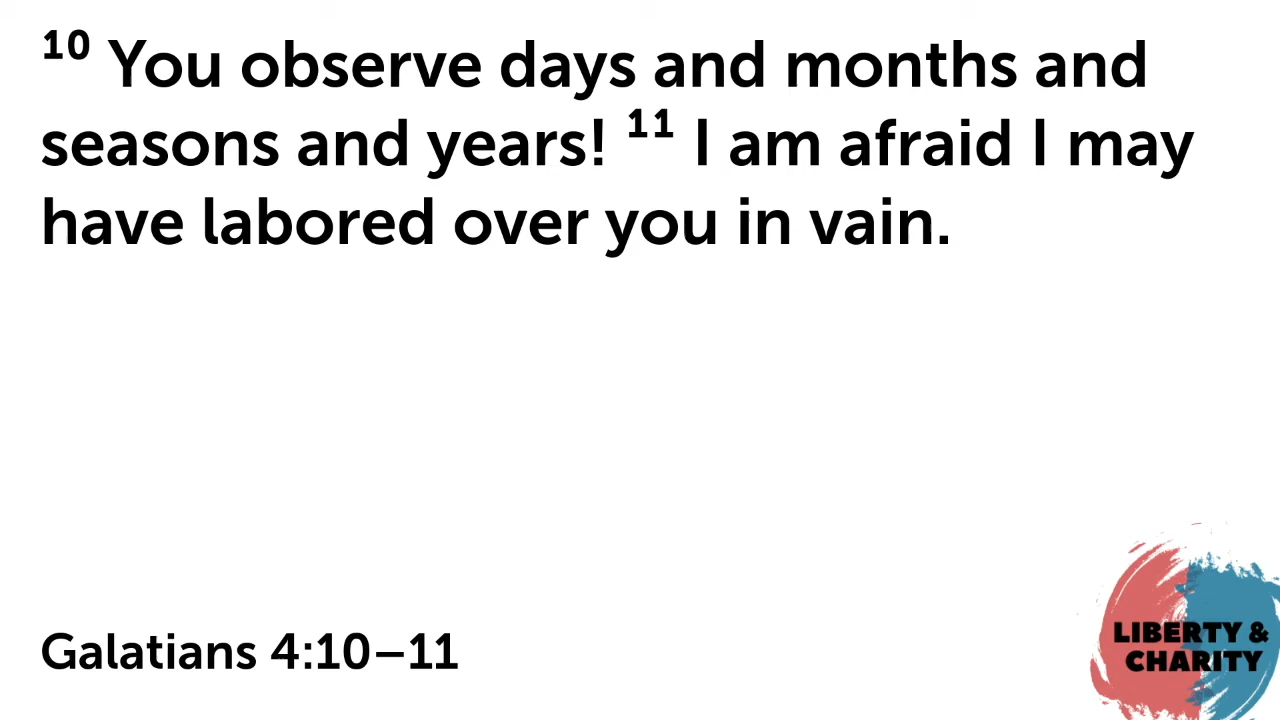 ¹⁰ You observe days and months and
seasons and years! ¹¹ I am afraid I may
have labored over you in vain.
Galatians 4:10–11
LIBERTY &
CHARITY